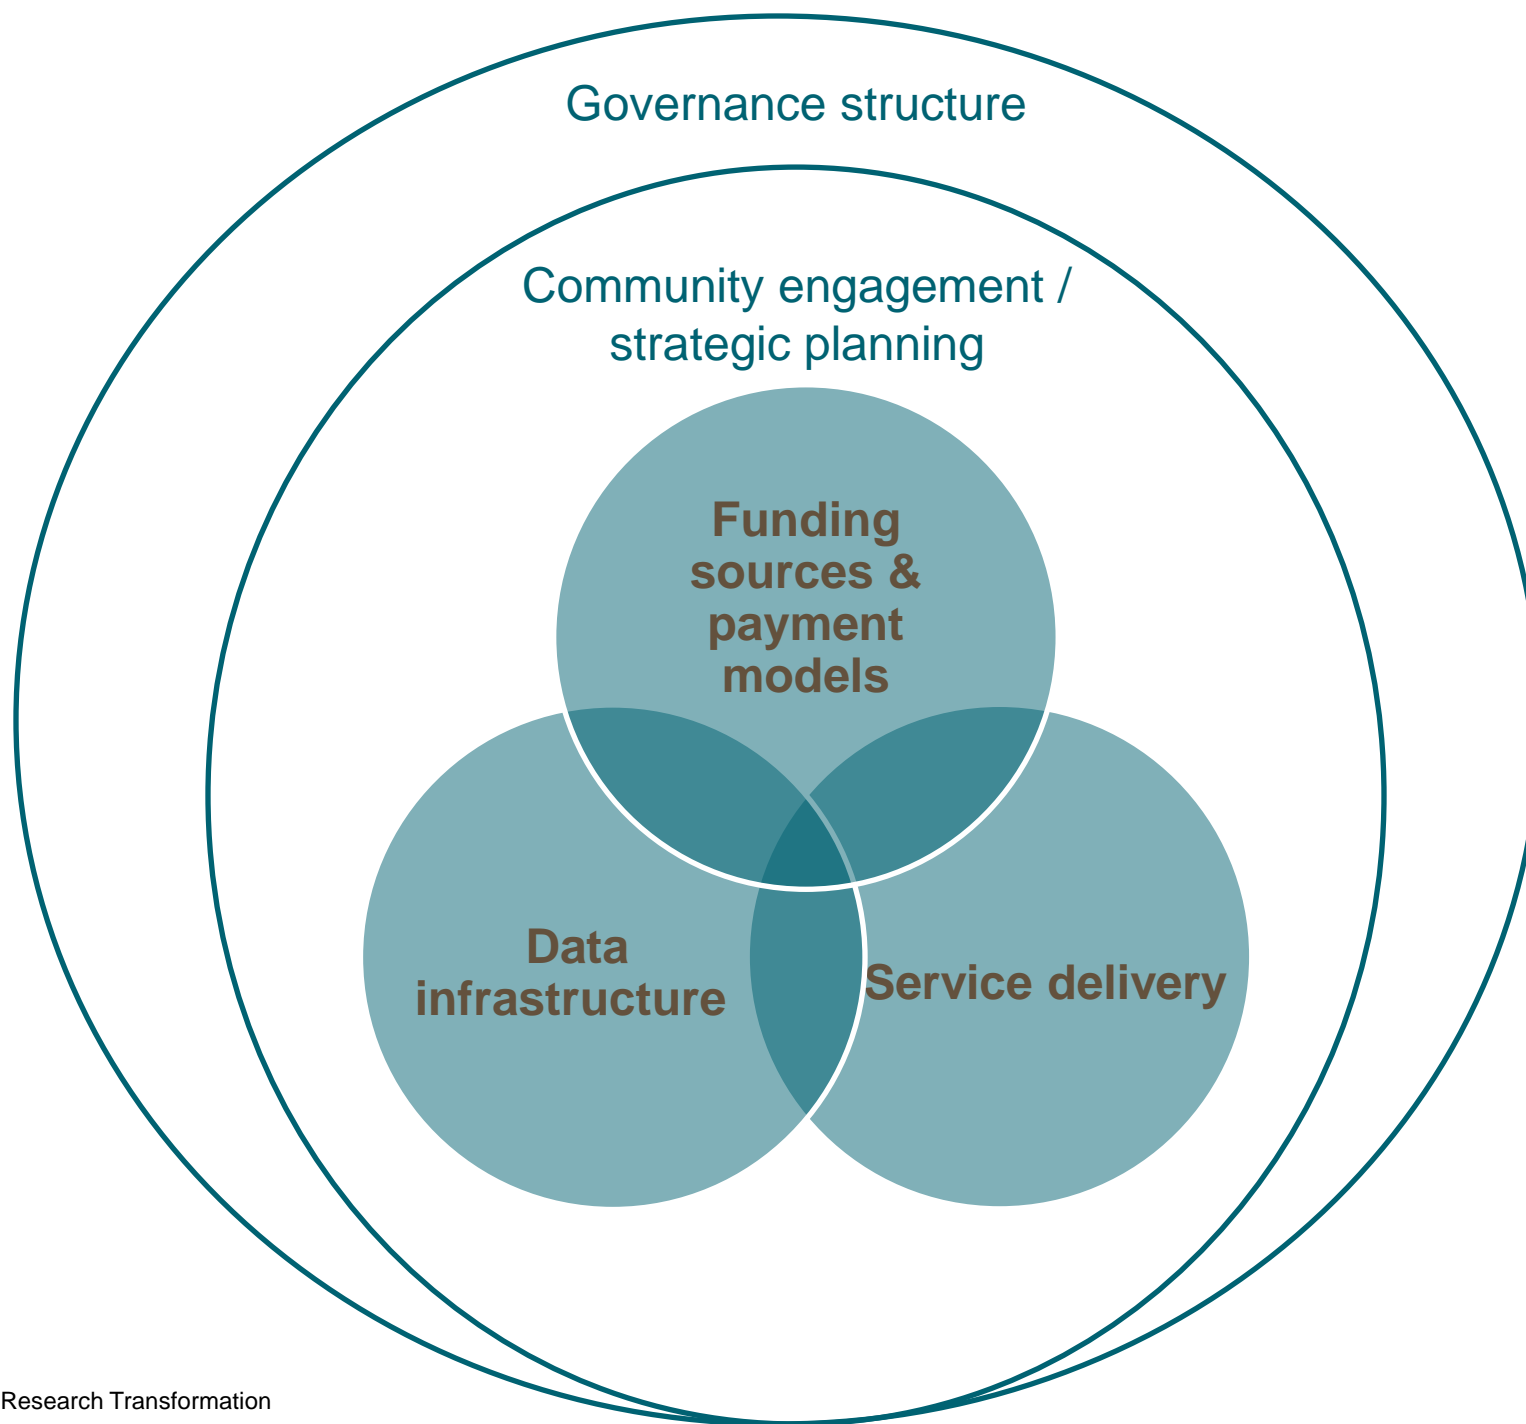 Governance structure
Community engagement /
strategic planning
Funding
sources &
payment
models
Data
infrastructure
Service delivery
Research Transformation